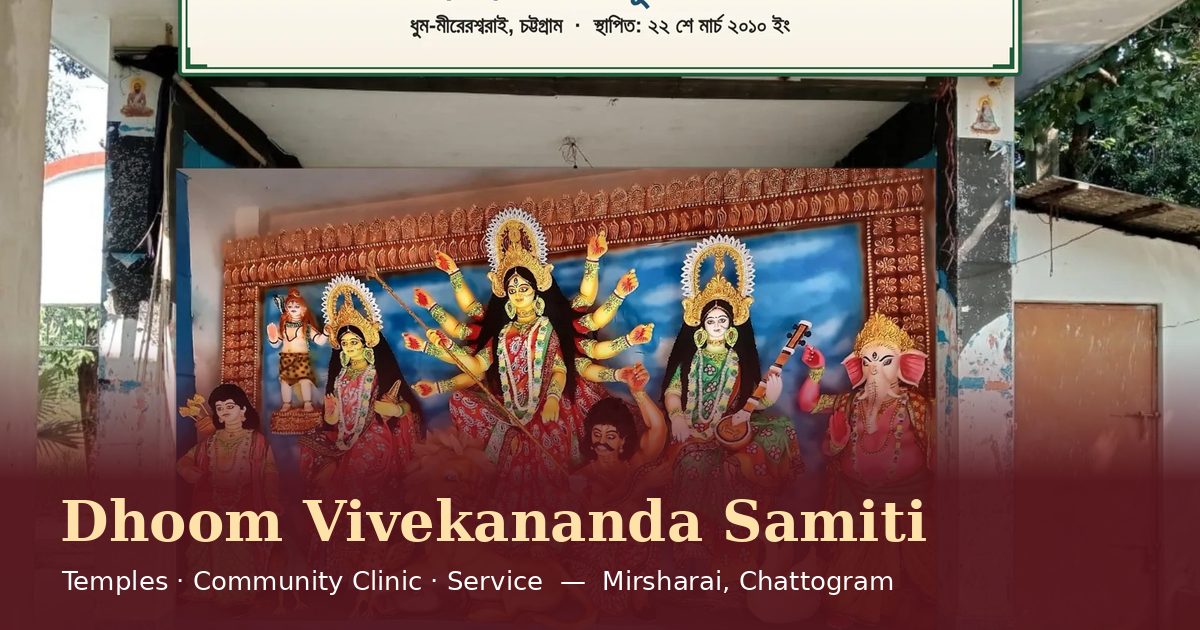 ধুম-মীরেরশ্বরাই, চট্টগ্রাম · স্থাপিত: ২২ শে মার্চ ২০১০ ইং
Dhoom Vivekananda Samiti
Temples · Community Clinic · Service — Mirsharai, Chattogram